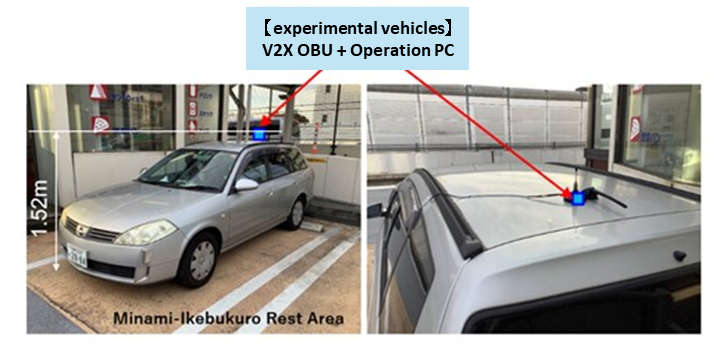 【experimental vehicles】
V2X OBU + Operation PC
1.52m
Minami-Ikebukuro Rest Area